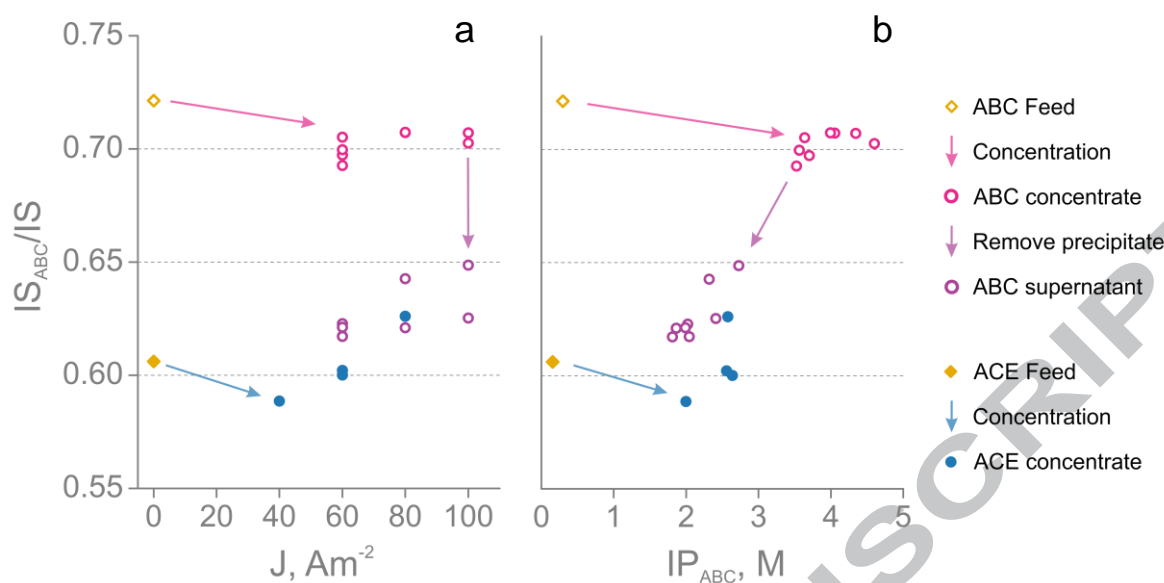 a
b
0.75
0.70
0.65
0.60
0.55
IS_ABC/IS
0 20 40 60 80 100
J, Am⁻²
0 1 2 3 4 5
IP_ABC, M
ABC Feed
Concentration
ABC concentrate
Remove precipitate
ABC supernatant
ACE Feed
Concentration
ACE concentrate
NSCRIPT